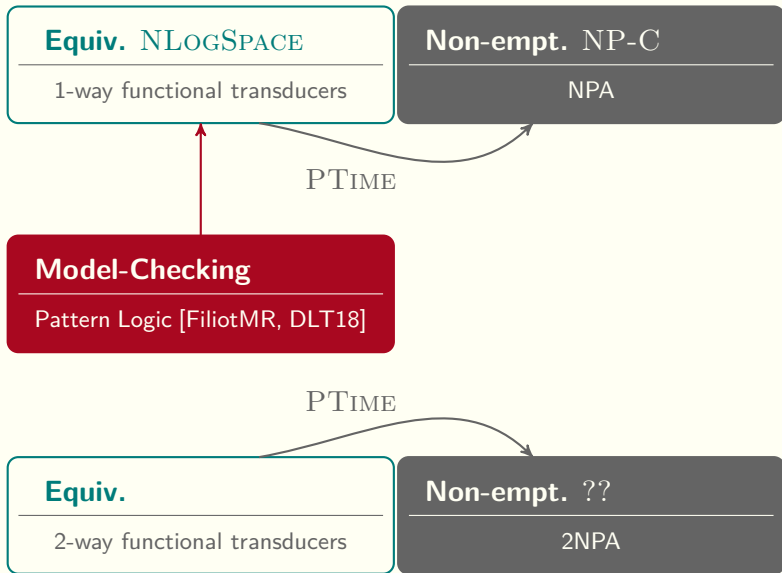 Equiv. NLogSpace
1-way functional transducers
Non-empt. NP-C
NPA
PTime
Model-Checking
Pattern Logic [FiliotMR, DLT18]
PTime
Equiv.
2-way functional transducers
Non-empt. ??
2NPA